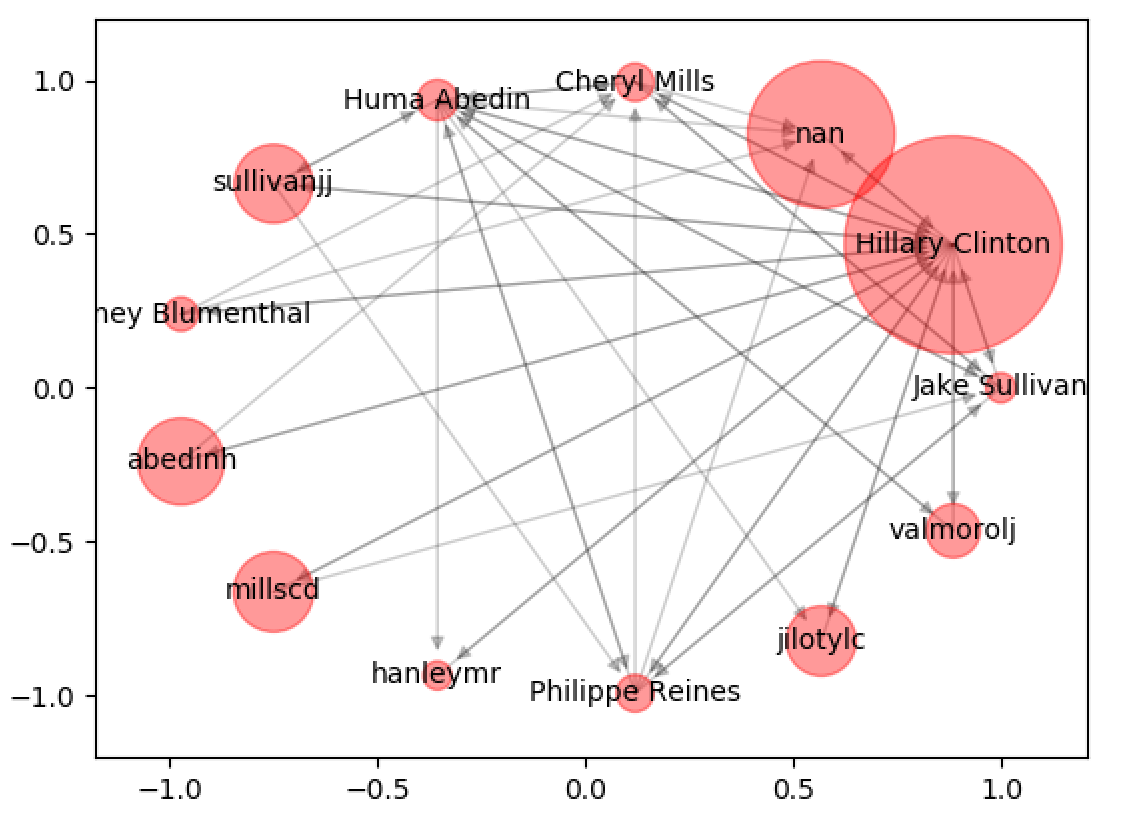 1.0
Cheryl Mills
Huma Abedin
nan
sullivanjj
0.5
Hillary Clinton
ney Blumenthal
0.0
Jake Sullivan
abedinh
−0.5
valmorolj
millscd
jilotylc
hanleymr
Philippe Reines
−1.0
−1.0 −0.5 0.0 0.5 1.0